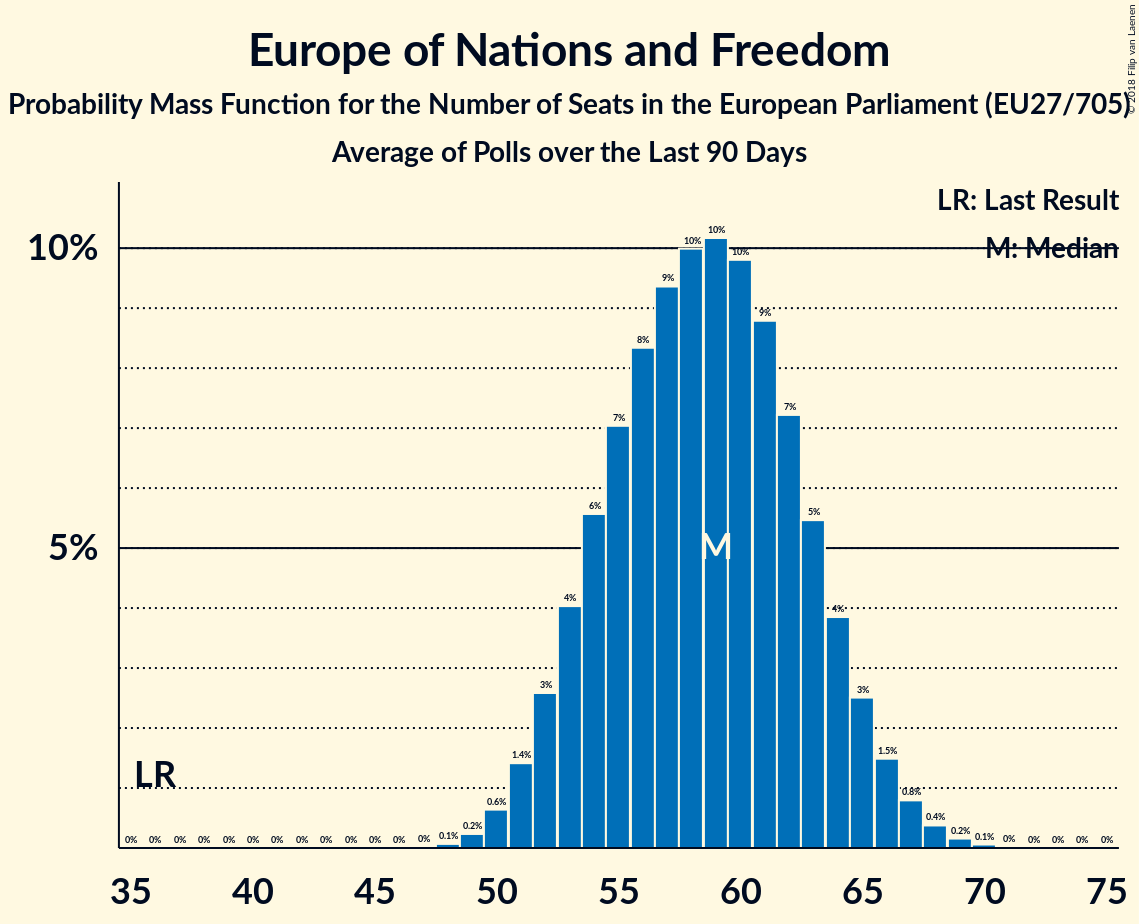 Europe of Nations and Freedom
Probability Mass Function for the Number of Seats in the European Parliament (EU27/705)
Average of Polls over the Last 90 Days
© 2018 Filip van Laenen
LR: Last Result
M: Median
10%
5%
LR
M
0% 0% 0% 0% 0% 0% 0% 0% 0% 0% 0% 0% 0% 0.1% 0.2% 0.6% 1.4% 3% 4% 6% 7% 8% 9% 10% 10% 10% 9% 7% 5% 4% 3% 1.5% 0.8% 0.4% 0.2% 0.1% 0% 0% 0% 0% 0%
35 40 45 50 55 60 65 70 75